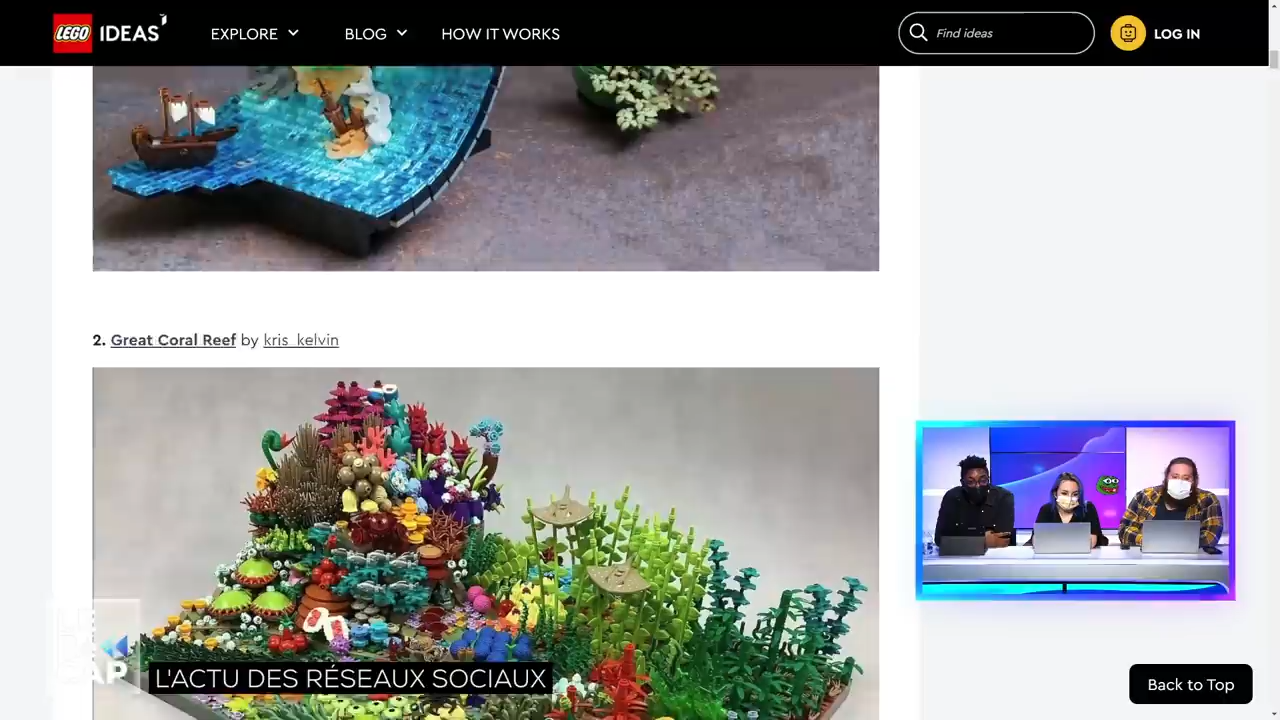 LEGO IDEAS
EXPLORE
BLOG
HOW IT WORKS
Find ideas
LOG IN
2. Great Coral Reef by kris_kelvin
L'ACTU DES RÉSEAUX SOCIAUX
Back to Top